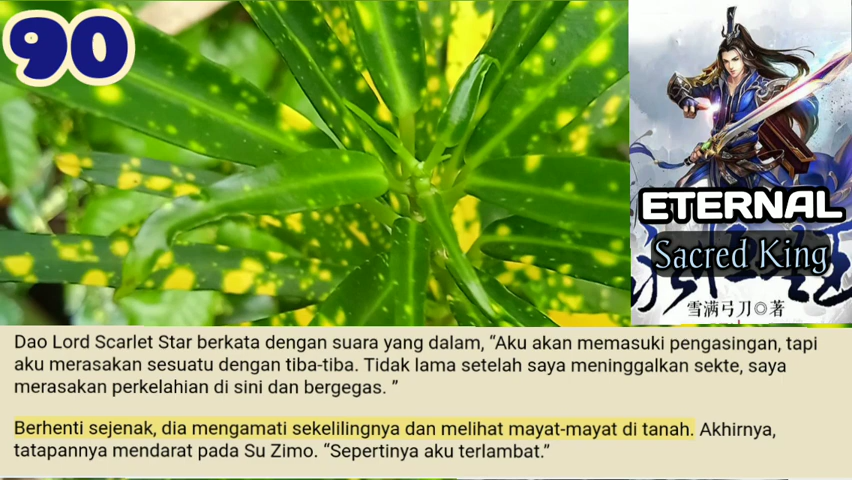 90
ETERNAL
Sacred King
雪满弓刀◎著
Dao Lord Scarlet Star berkata dengan suara yang dalam, “Aku akan memasuki pengasingan, tapi
aku merasakan sesuatu dengan tiba-tiba. Tidak lama setelah saya meninggalkan sekte, saya
merasakan perkelahian di sini dan bergegas. ”
Berhenti sejenak, dia mengamati sekelilingnya dan melihat mayat-mayat di tanah. Akhirnya,
tatapannya mendarat pada Su Zimo. “Sepertinya aku terlambat.”